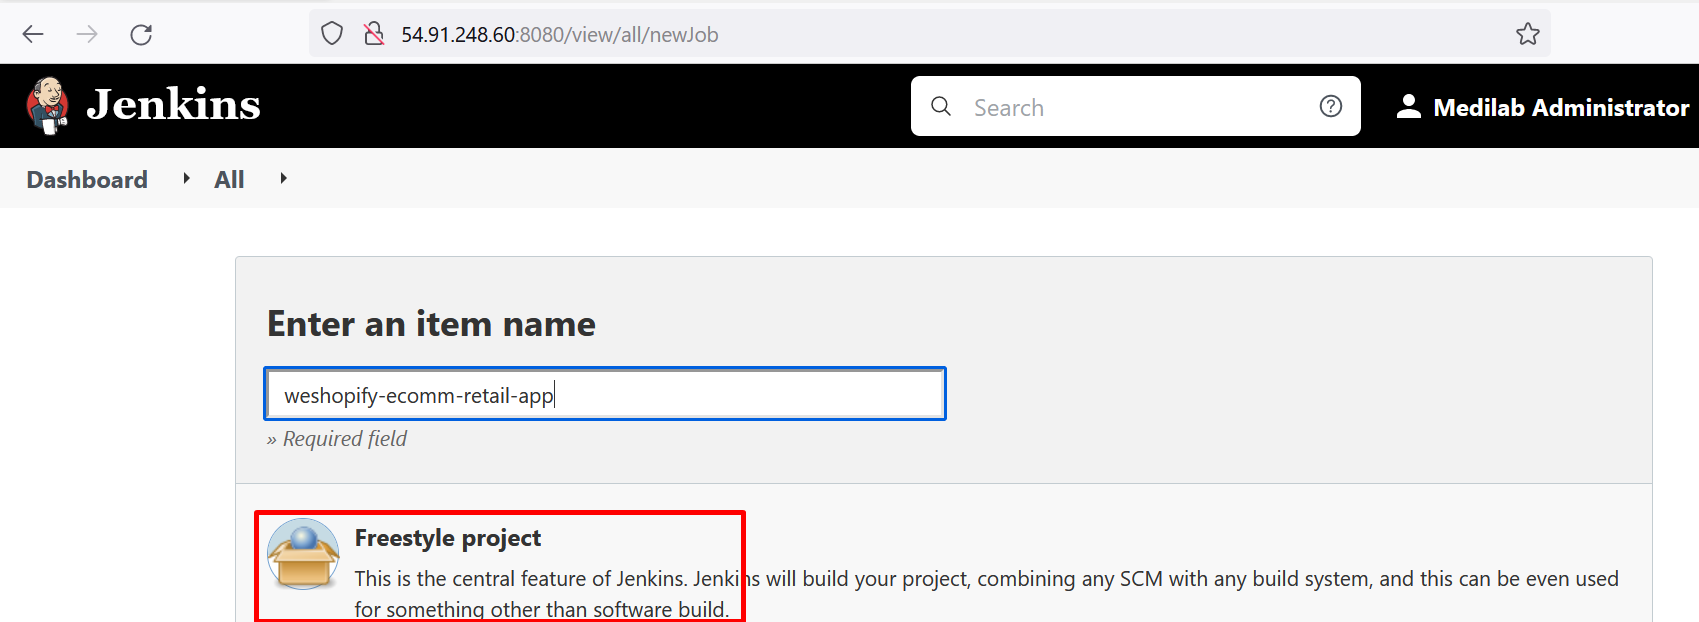 54.91.248.60:8080/view/all/newJob
Jenkins
Search
Medilab Administrator
Dashboard
All
Enter an item name
weshopify-ecomm-retail-app
» Required field
Freestyle project
This is the central feature of Jenkins. Jenkins will build your project, combining any SCM with any build system, and this can be even used
for something other than software build.